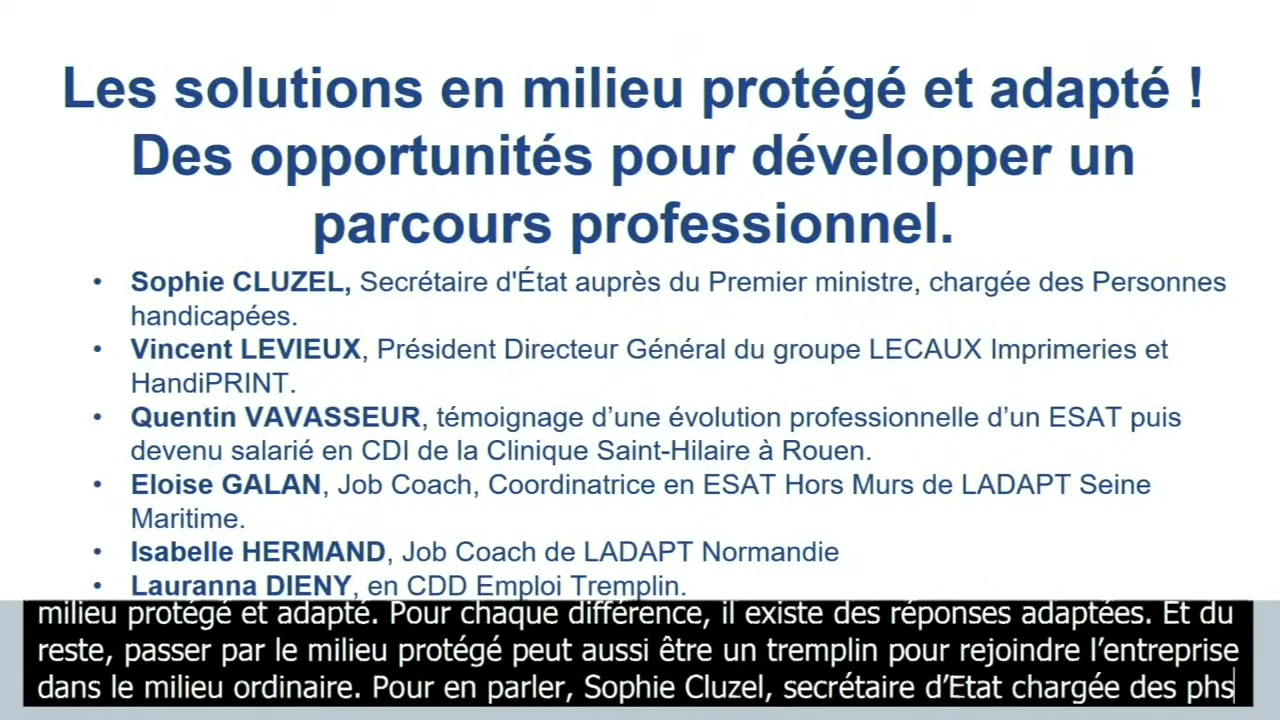 Les solutions en milieu protégé et adapté !
Des opportunités pour développer un
parcours professionnel.
• Sophie CLUZEL, Secrétaire d'État auprès du Premier ministre, chargée des Personnes
handicapées.
• Vincent LEVIEUX, Président Directeur Général du groupe LECAUX Imprimeries et
HandiPRINT.
• Quentin VAVASSEUR, témoignage d’une évolution professionnelle d’un ESAT puis
devenu salarié en CDI de la Clinique Saint-Hilaire à Rouen.
• Eloise GALAN, Job Coach, Coordinatrice en ESAT Hors Murs de LADAPT Seine
Maritime.
• Isabelle HERMAND, Job Coach de LADAPT Normandie
• Lauranna DIENY, en CDD Emploi Tremplin.
milieu protégé et adapté. Pour chaque différence, il existe des réponses adaptées. Et du
reste, passer par le milieu protégé peut aussi être un tremplin pour rejoindre l’entreprise
dans le milieu ordinaire. Pour en parler, Sophie Cluzel, secrétaire d’Etat chargée des phs